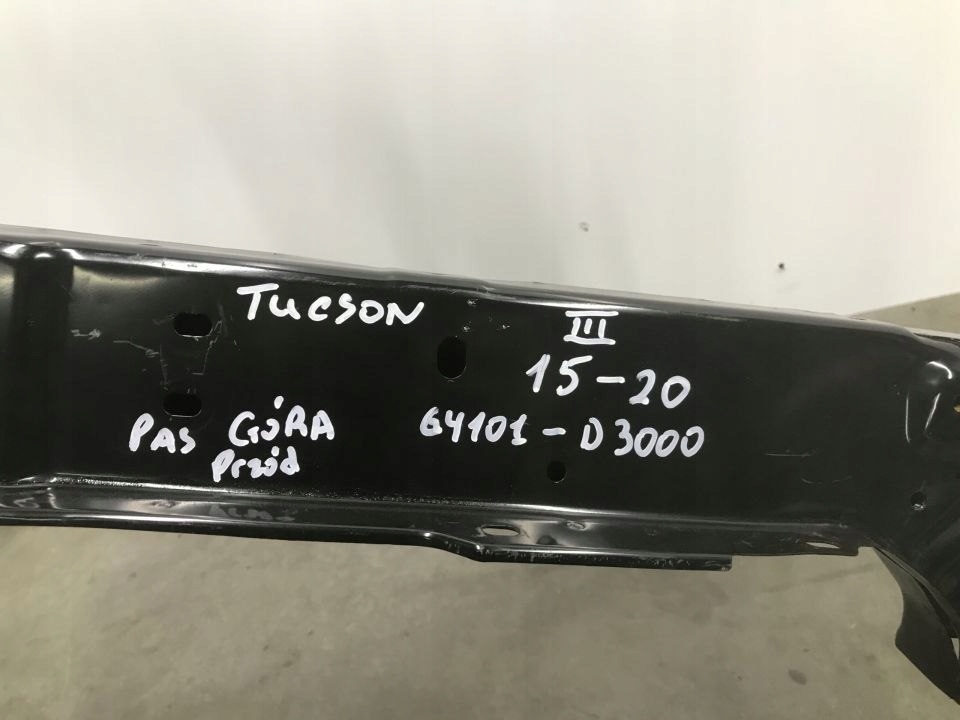 TUCSON III
15-20
PAS GÓRA 64101-D3000
Przód